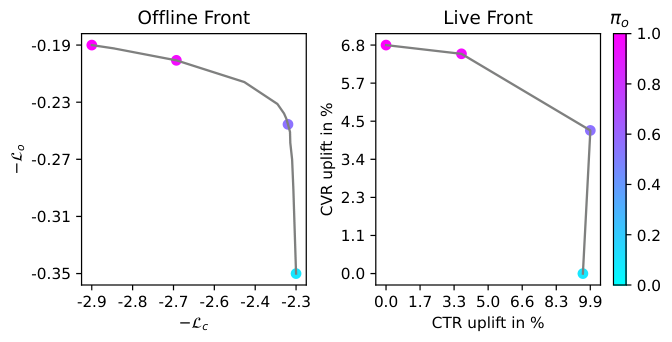 Offline Front
Live Front
π_o
-0.19
-0.23
-0.27
-0.31
-0.35
−ℒ_o
-2.9 -2.8 -2.7 -2.6 -2.4 -2.3
−ℒ_c
6.8
5.7
4.5
3.4
2.3
1.1
0.0
CVR uplift in %
0.0 1.7 3.3 5.0 6.6 8.3 9.9
CTR uplift in %
1.0
0.8
0.6
0.4
0.2
0.0